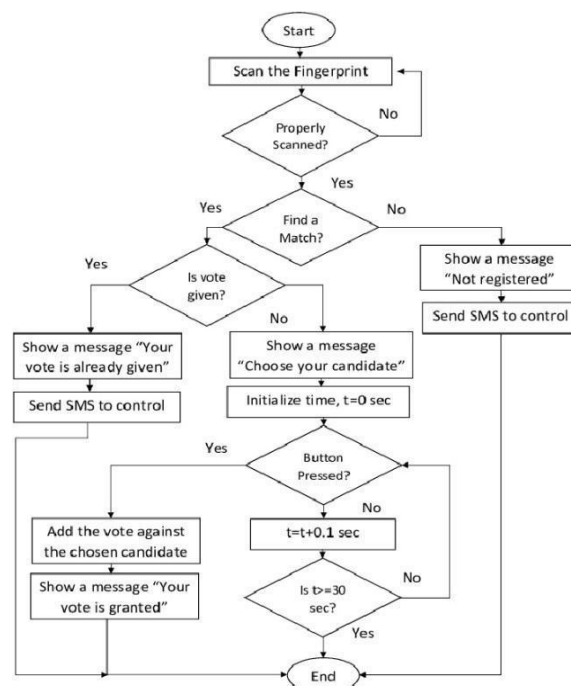 Start
Scan the Fingerprint
No
Properly
Scanned?
Yes
Yes
Find a
Match?
No
Yes
Is vote
given?
Show a message
“Not registered”
No
Send SMS to control
Show a message “Your
vote is already given”
Show a message
“Choose your candidate”
Send SMS to control
Initialize time, t=0 sec
Yes
Button
Pressed?
No
Add the vote against
the chosen candidate
t=t+0.1 sec
Show a message “Your
vote is granted”
No
Is t>=30
sec?
Yes
End